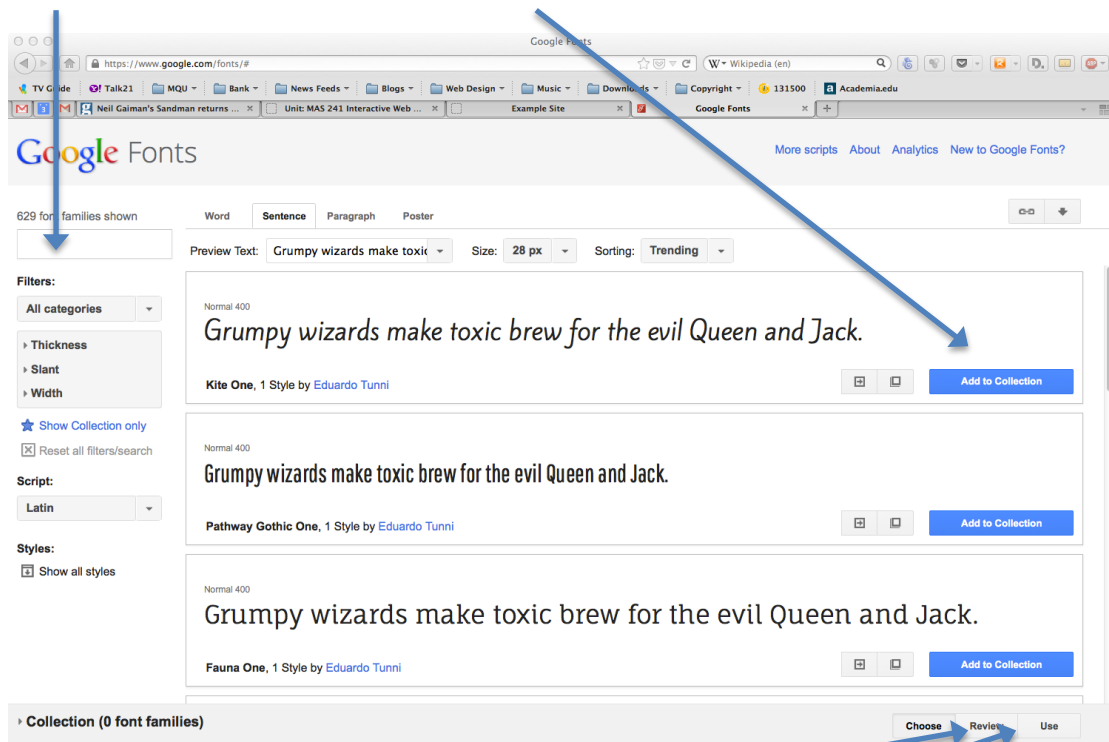 Google Fonts
https://www.google.com/fonts/#
Wikipedia (en)
TV Guide Talk21 MQU Bank News Feeds Blogs Web Design Music Downloads Copyright 131500 Academia.edu
Neil Gaiman's Sandman returns ... Unit: MAS 241 Interactive Web ... Example Site Google Fonts
Google Fonts
More scripts About Analytics New to Google Fonts?
629 font families shown
Word Sentence Paragraph Poster
Preview Text: Grumpy wizards make toxic Size: 28 px Sorting: Trending
Filters:
All categories
Thickness
Slant
Width
Show Collection only
Reset all filters/search
Script:
Latin
Styles:
Show all styles
Normal 400
Grumpy wizards make toxic brew for the evil Queen and Jack.
Kite One, 1 Style by Eduardo Tunni
Add to Collection
Normal 400
Grumpy wizards make toxic brew for the evil Queen and Jack.
Pathway Gothic One, 1 Style by Eduardo Tunni
Add to Collection
Normal 400
Grumpy wizards make toxic brew for the evil Queen and Jack.
Fauna One, 1 Style by Eduardo Tunni
Add to Collection
Collection (0 font families)
Choose Review Use